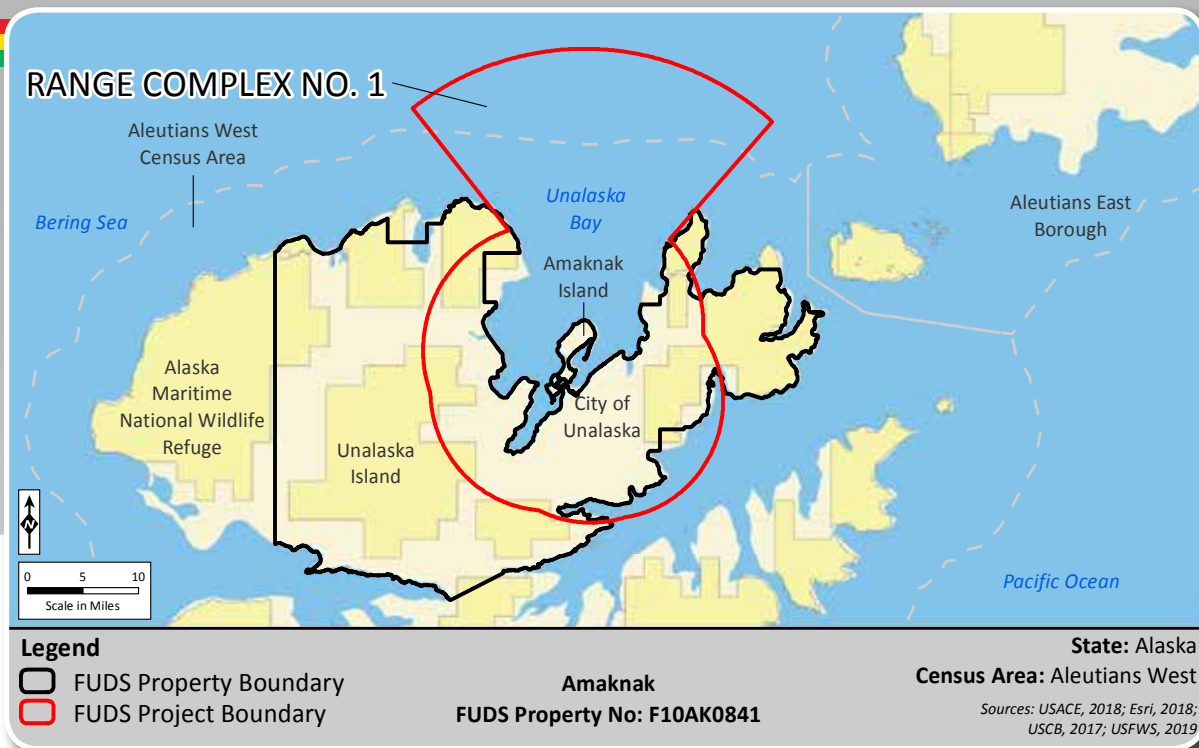 RANGE COMPLEX NO. 1
Aleutians West
Census Area
Bering Sea
Unalaska
Bay
Aleutians East
Borough
Amaknak
Island
Alaska
Maritime
National Wildlife
Refuge
Unalaska
Island
City of
Unalaska
N
0 5 10
Scale in Miles
Pacific Ocean
Legend
FUDS Property Boundary
FUDS Project Boundary
Amaknak
FUDS Property No: F10AK0841
State: Alaska
Census Area: Aleutians West
Sources: USACE, 2018; Esri, 2018;
USCB, 2017; USFWS, 2019